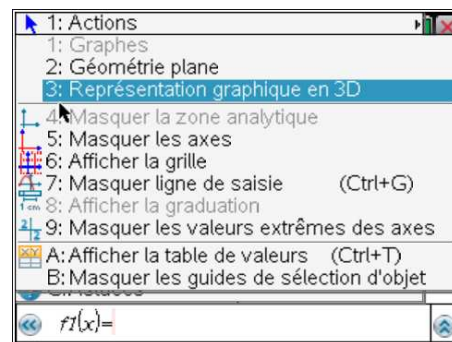 1: Actions
1: Graphes
2: Géométrie plane
3: Représentation graphique en 3D
4: Masquer la zone analytique
5: Masquer les axes
6: Afficher la grille
7: Masquer ligne de saisie (Ctrl+G)
8: Afficher la graduation
9: Masquer les valeurs extrêmes des axes
A: Afficher la table de valeurs (Ctrl+T)
B: Masquer les guides de sélection d'objet
f1(x)=